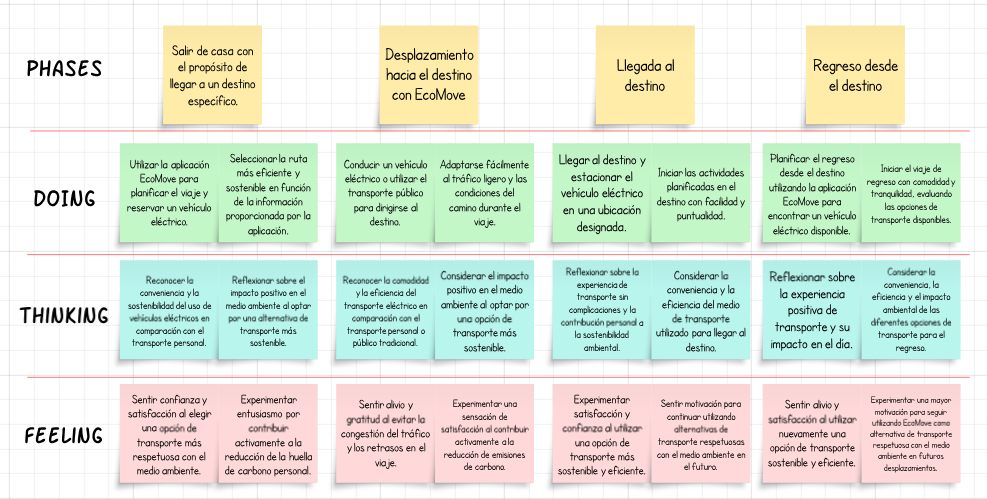 PHASES
Salir de casa con
el propósito de
llegar a un destino
específico.
Desplazamiento
hacia el destino
con EcoMove
Llegada al
destino
Regreso desde
el destino
DOING
Utilizar la aplicación
EcoMove para
planificar el viaje y
reservar un vehículo
eléctrico.
Seleccionar la ruta
más eficiente y
sostenible en función
de la información
proporcionada por la
aplicación.
Conducir un vehículo
eléctrico o utilizar el
transporte público
para dirigirse al
destino.
Adaptarse fácilmente
al tráfico ligero y las
condiciones del
camino durante el
viaje.
Llegar al destino y
estacionar el
vehículo eléctrico
en una ubicación
designada.
Iniciar las actividades
planificadas en el
destino con facilidad y
puntualidad.
Planificar el regreso
desde el destino
utilizando la aplicación
EcoMove para
encontrar un vehículo
eléctrico disponible.
Iniciar el viaje de
regreso con comodidad y
tranquilidad, evaluando
las opciones de
transporte disponibles.
THINKING
Reconocer la
conveniencia y la
sostenibilidad del uso de
vehículos eléctricos en
comparación con el
transporte personal.
Reflexionar sobre el
impacto positivo en el
medio ambiente al optar
por una alternativa de
transporte más
sostenible.
Reconocer la comodidad
y la eficiencia del
transporte eléctrico en
comparación con el
transporte personal o
público tradicional.
Considerar el impacto
positivo en el medio
ambiente al optar por
una opción de
transporte más
sostenible.
Reflexionar sobre la
experiencia de
transporte sin
complicaciones y la
contribución personal a
la sostenibilidad
ambiental.
Considerar la
conveniencia y la
eficiencia del medio
de transporte
utilizado para llegar al
destino.
Reflexionar sobre
la experiencia
positiva de
transporte y su
impacto en el día.
Considerar la
conveniencia, la
eficiencia y el impacto
ambiental de las
diferentes opciones de
transporte para el
regreso.
FEELING
Sentir confianza y
satisfacción al elegir
una opción de
transporte más
respetuosa con el
medio ambiente.
Experimentar
entusiasmo por
contribuir
activamente a la
reducción de la huella
de carbono personal.
Sentir alivio y
gratitud al evitar la
congestión del tráfico
y los retrasos en el
viaje.
Experimentar una
sensación de
satisfacción al contribuir
activamente a la
reducción de emisiones
de carbono.
Experimentar
satisfacción y
confianza al utilizar
una opción de
transporte más
sostenible y eficiente.
Sentir motivación para
continuar utilizando
alternativas de
transporte respetuosas
con el medio ambiente en
el futuro.
Sentir alivio y
satisfacción al utilizar
nuevamente una
opción de transporte
sostenible y eficiente.
Experimentar una mayor
motivación para seguir
utilizando EcoMove como
alternativa de transporte
respetuosa con el medio
ambiente en futuros
desplazamientos.